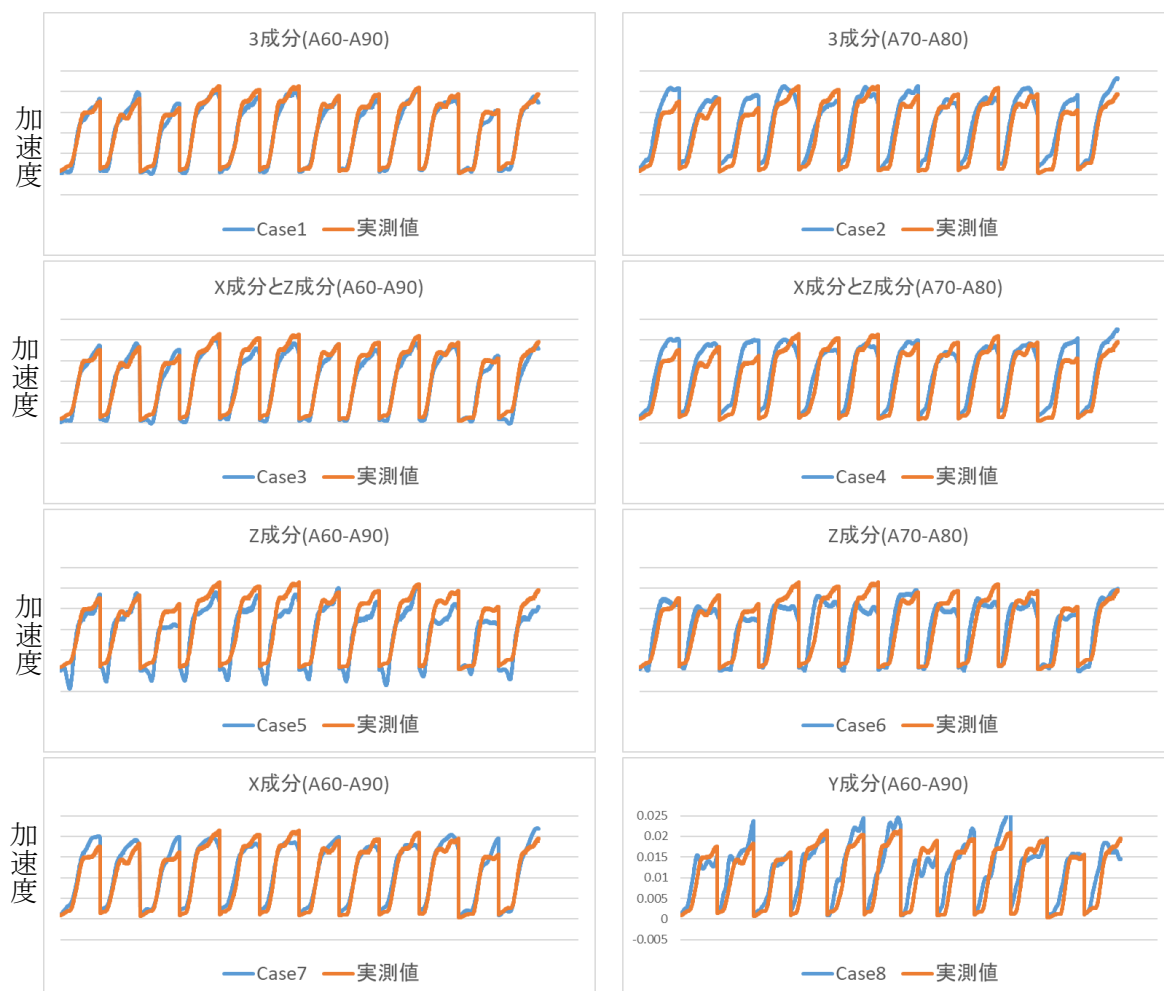 3成分(A60-A90)
加速度
Case1 実測値
3成分(A70-A80)
Case2 実測値
X成分とZ成分(A60-A90)
加速度
Case3 実測値
X成分とZ成分(A70-A80)
Case4 実測値
Z成分(A60-A90)
加速度
Case5 実測値
Z成分(A70-A80)
Case6 実測値
X成分(A60-A90)
加速度
Case7 実測値
Y成分(A60-A90)
0.025
0.02
0.015
0.01
0.005
0
-0.005
Case8 実測値